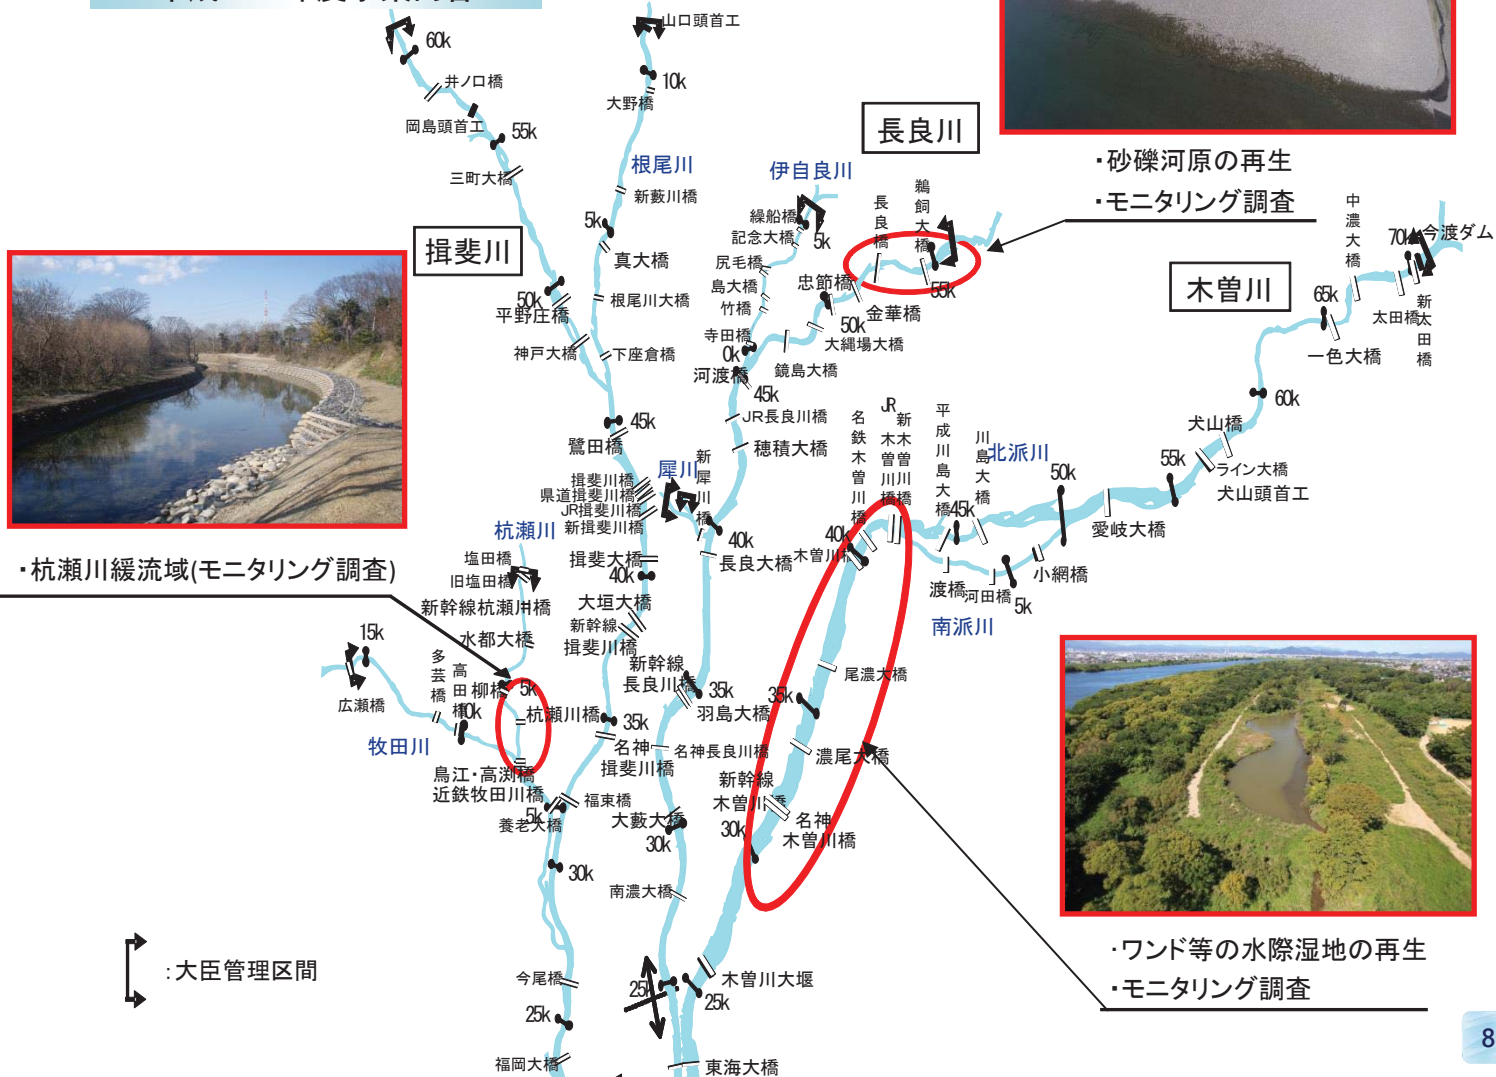 山口頭首工
60k
井ノ口橋
10k
大野橋
岡島頭首工
55k
長良川
三町大橋
根尾川
伊自良川
・砂礫河原の再生
・モニタリング調査
新藪川橋
繰船橋
記念大橋
5k
長良橋
鵜飼大橋
中濃大橋
70k
今渡ダム
揖斐川
5k
真大橋
尻毛橋
島大橋
竹橋
忠節橋
55k
木曽川
65k
50k
平野庄橋
根尾川大橋
寺田橋
50k
金華橋
大縄場大橋
太田橋
新太田橋
神戸大橋
下座倉橋
0k
河渡橋
鏡島大橋
一色大橋
45k
60k
45k
鷺田橋
JR長良川橋
穂積大橋
名鉄木曽川橋
JR木曽川橋
新木曽川橋
平成川島大橋
川島大橋
北派川
犬山橋
揖斐川橋
県道揖斐川橋
JR揖斐川橋
新揖斐川橋
犀川
新犀川橋
50k
55k
ライン大橋
犬山頭首工
杭瀬川
45k
愛岐大橋
・杭瀬川緩流域(モニタリング調査)
塩田橋
旧塩田橋
揖斐大橋
40k
40k
長良大橋
40k
木曽川橋
渡橋
河田橋
小網橋
5k
新幹線杭瀬川橋
大垣大橋
新幹線
揖斐川橋
南派川
15k
水都大橋
多芸橋
高田橋
柳橋
5k
新幹線
長良川橋
35k
尾濃大橋
広瀬橋
10k
杭瀬川橋
35k
羽島大橋
35k
牧田川
名神
揖斐川橋
名神長良川橋
濃尾大橋
鳥江・高渕橋
近鉄牧田川橋
新幹線
木曽川橋
5k
養老大橋
福東橋
大藪大橋
30k
30k
名神
木曽川橋
30k
南濃大橋
・ワンド等の水際湿地の再生
・モニタリング調査
:大臣管理区間
今尾橋
25k
木曽川大堰
25k
25k
福岡大橋
東海大橋
8